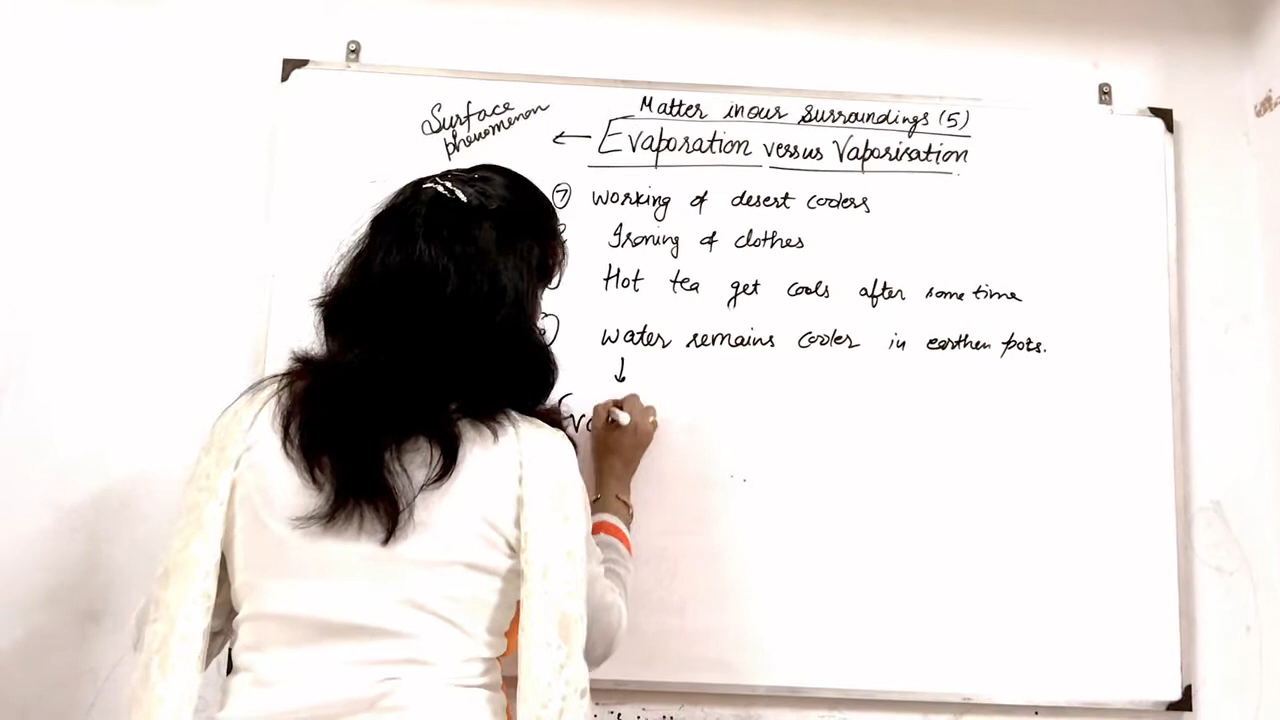 Surface
phenomenon
Matter in our Surroundings (5)
← Evaporation versus Vaporisation
⑦ Working of desert coolers
Ironing of clothes
Hot tea get cools after some time
Water remains cooler in earthen pots.
↓